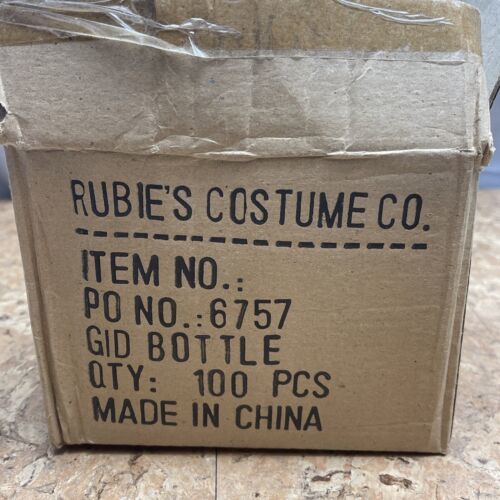 RUBIE'S COSTUME CO.
ITEM NO.:
PO NO.:6757
GID BOTTLE
QTY: 100 PCS
MADE IN CHINA